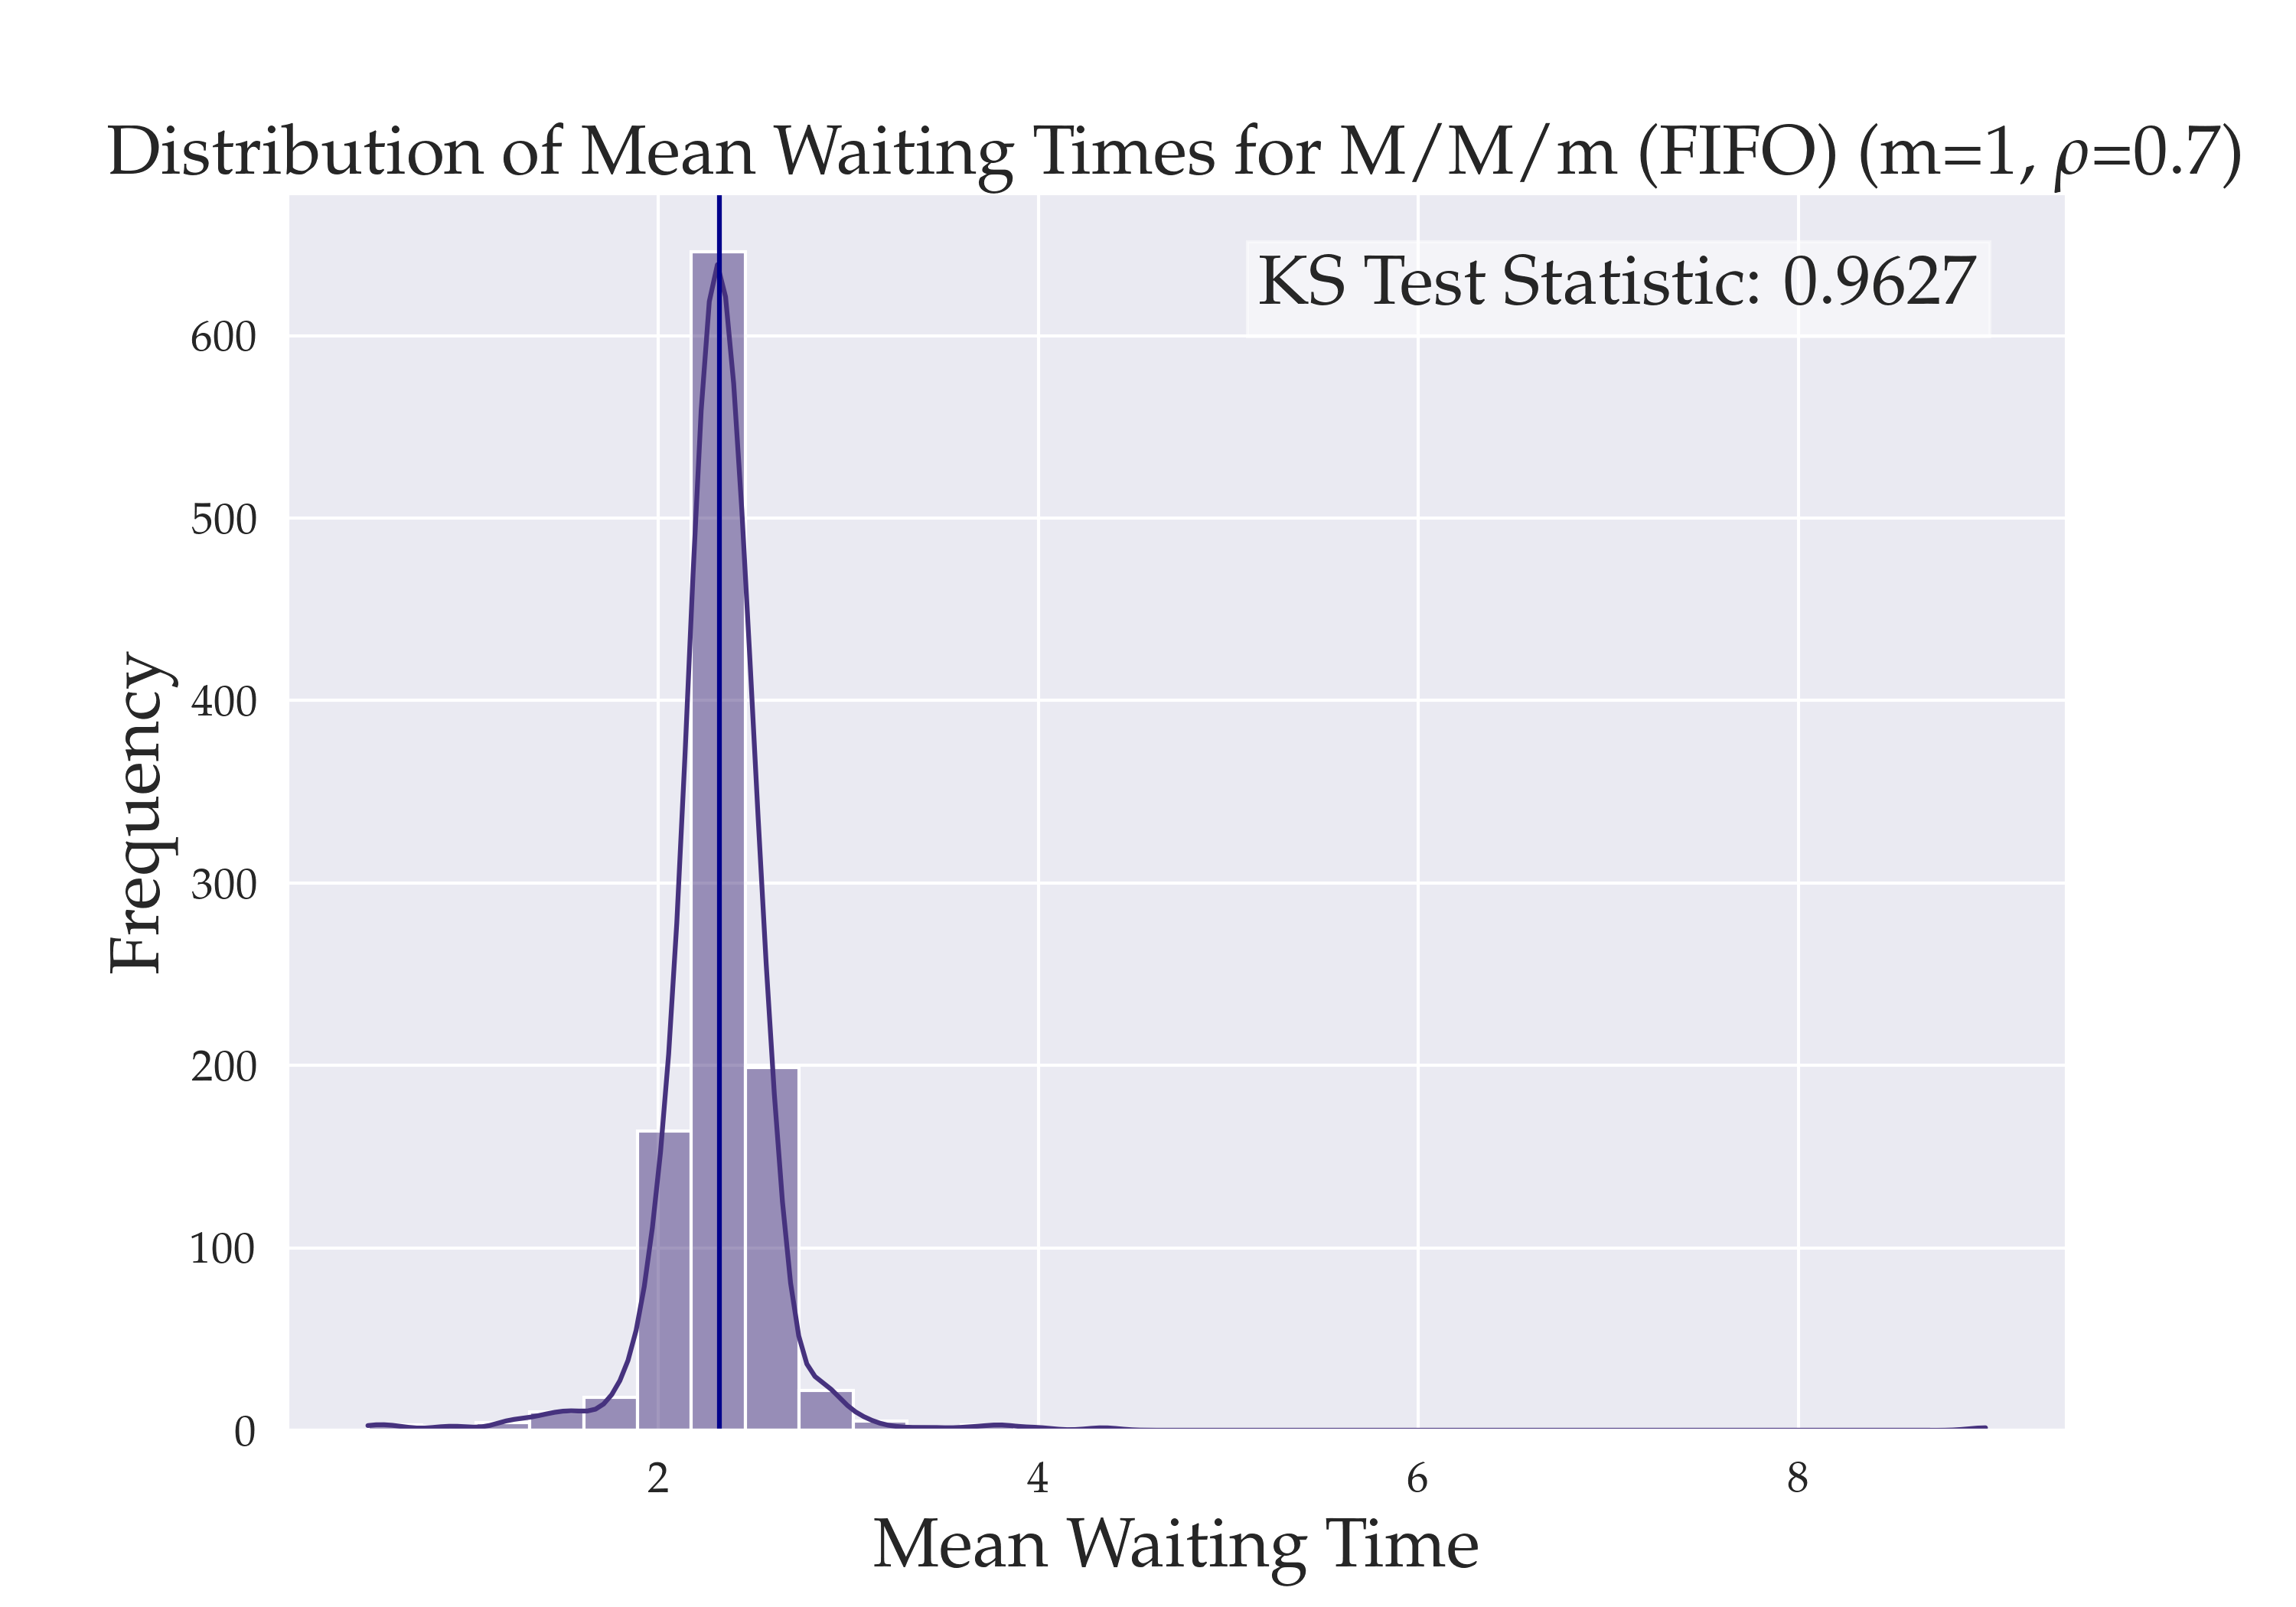 Distribution of Mean Waiting Times for M/M/m (FIFO) (m=1, ρ=0.7)
KS Test Statistic: 0.9627
Frequency
600
500
400
300
200
100
0
2 4 6 8
Mean Waiting Time